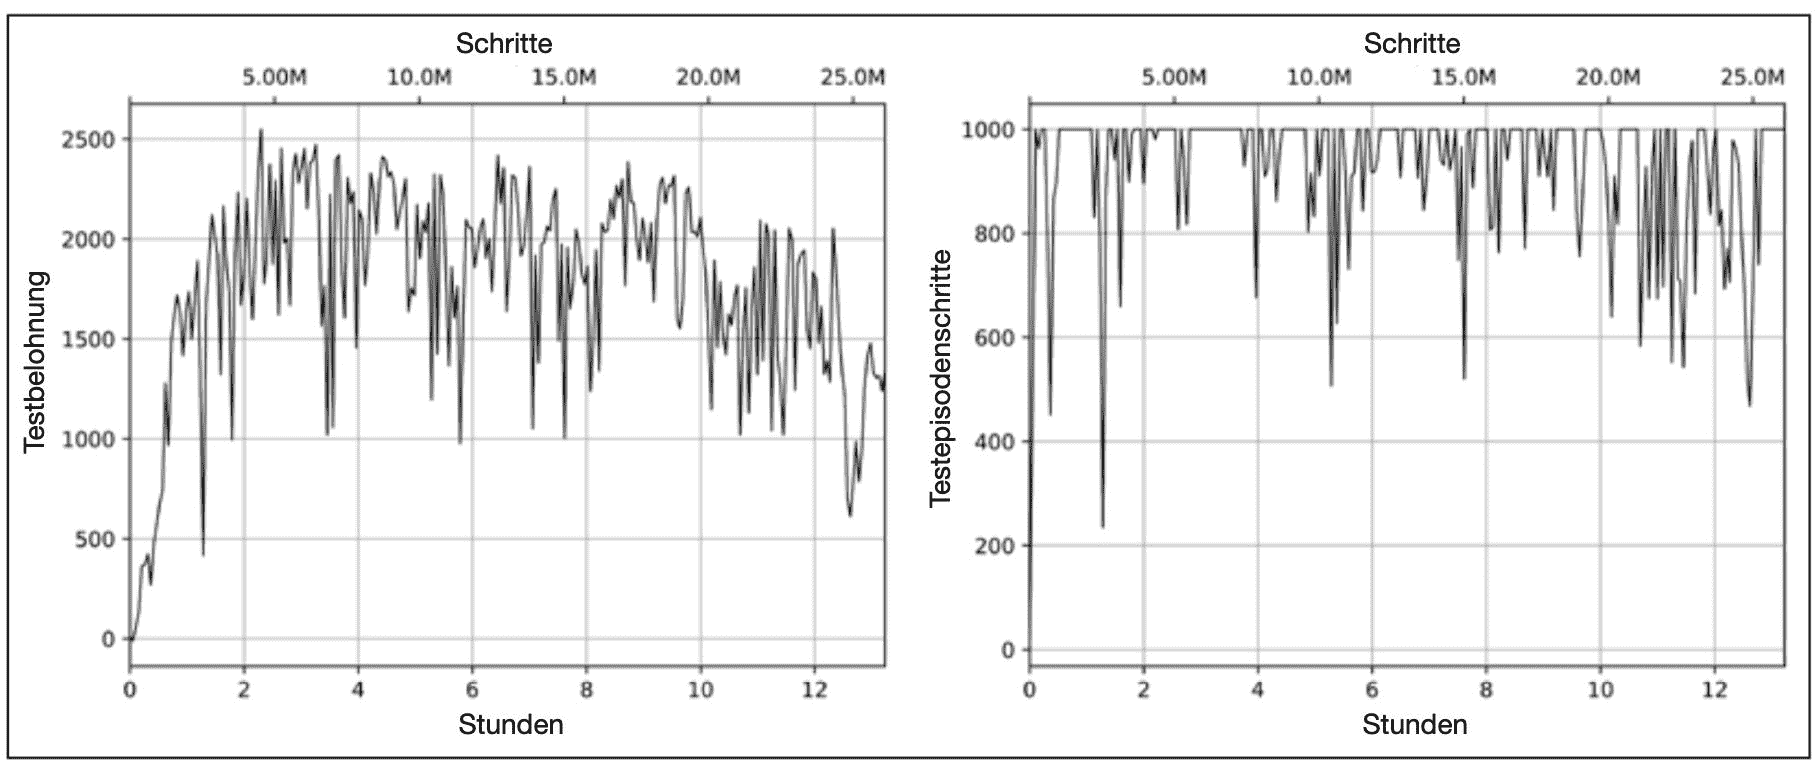 Schritte
5.00M 10.0M 15.0M 20.0M 25.0M
2500
2000
1500
1000
500
0
Testbelohnung
0 2 4 6 8 10 12
Stunden
Schritte
5.00M 10.0M 15.0M 20.0M 25.0M
1000
800
600
400
200
0
Testepisodenschritte
0 2 4 6 8 10 12
Stunden